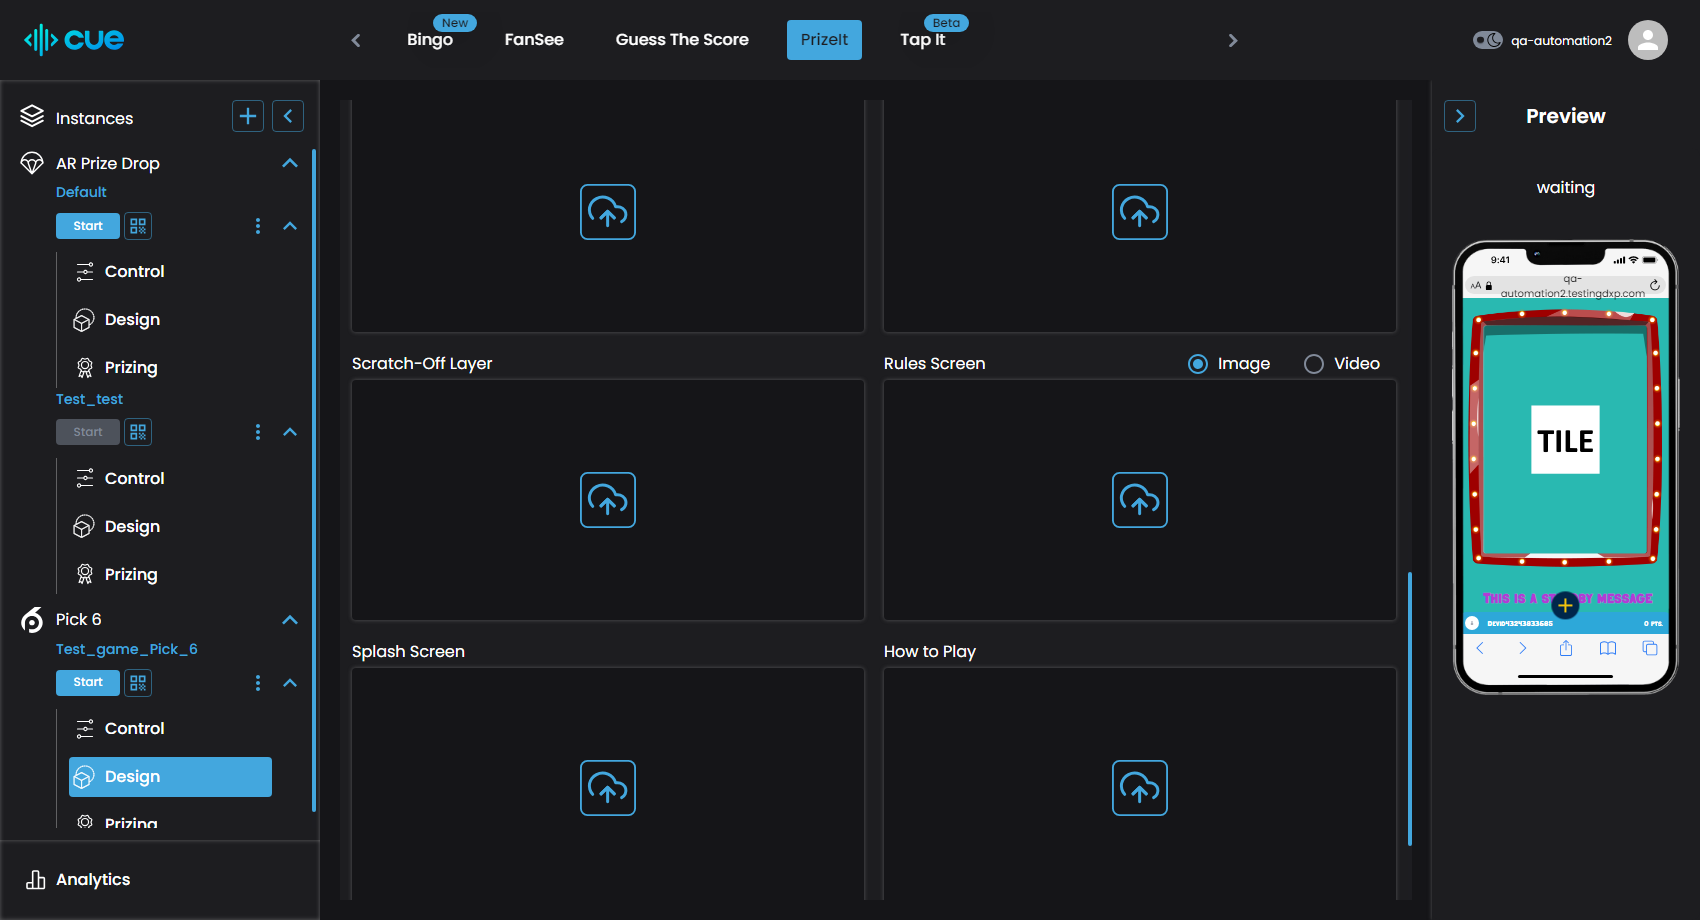 cue
Bingo
New
FanSee
Guess The Score
PrizeIt
Tap It
Beta
qa-automation2
Instances
AR Prize Drop
Default
Start
Control
Design
Prizing
Test_test
Start
Control
Design
Prizing
Pick 6
Test_game_Pick_6
Start
Control
Design
Prizing
Analytics
Scratch-Off Layer
Rules Screen
Image
Video
Splash Screen
How to Play
Preview
waiting
9:41
AA
qa-
automation2.testingdxp.com
TILE
THIS IS A ST BY MESSAGE
0 PTS.